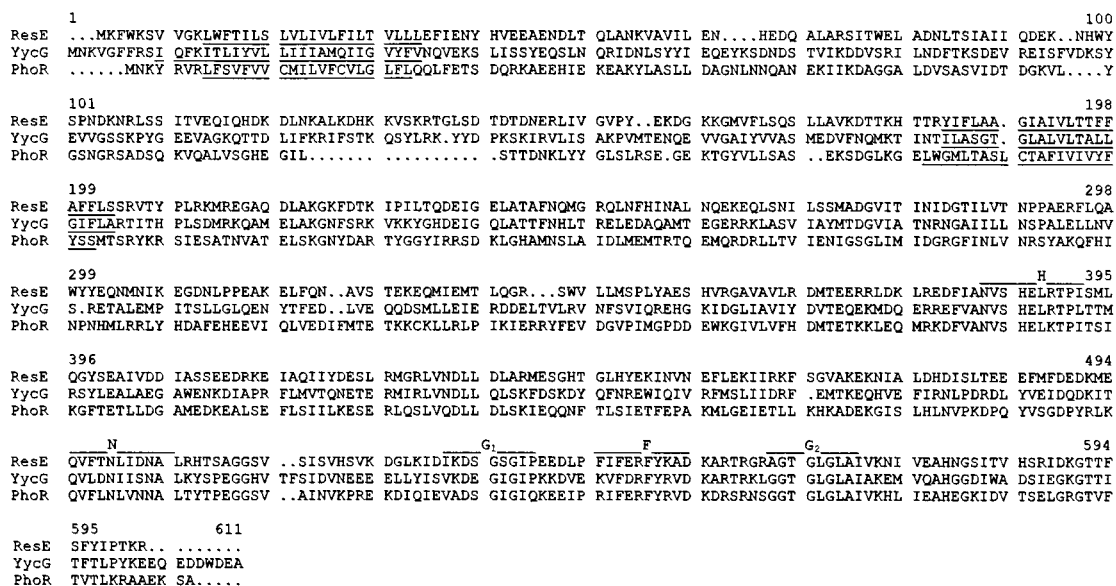 1 100
ResE ...MKFWKSV VGKLWFTILS LVLIVLFILT VLLLEFIENY HVEEAENDLT QLANKVAVIL EN...HEDQ ALARSITWEL ADNLTSIAII QDEK.NHWY
YycG MNKVGFFRSI QFKITLIYVL LIIIAMQIIG VYFVNQVEKS LISSYEQSLN QRIDNLSYYI EQEYKSDNDS TVIKDDVSRI LNDFTKSDEV REISFVDKSY
PhoR ......MNKY RVRLFSVFVV CMILVFCVLG LFLQQLFETS DQRKAEEHIE KEAKYLASLL DAGNLNNQAN EKIIKDAGGA LDVSASVIDT DGKVL....Y
101 198
ResE SPNDKNRLSS ITVEQIQHDK DLNKALKDHK KVSKRTGLSD TDTDNERLIV GVPY.EKDG KKGMVFLSQS LLAVKDTTKH TTRYIFLAA. GIAIVLTTFF
YycG EVVGSSKPYG EEVAGKQTTD LIFKRIFSTK QSYLRK.YYD PKSKIRVLIS AKPVMTENQE VVGAIYVVAS MEDVFNQMKT INTILASGT. GLALVLTALL
PhoR GSNGRSADSQ KVQALVSGHE GIL....... .......... STTDNKLYYG LSLRSE.GE KTGYVLLSAS .EKSDGLKGE LWGMLTASL CTAFIVIVYF
199 298
ResE AFFLSSRVTY PLRKMREGAQ DLAKGKFDTK IPILTQDEIG ELATAFNQMG RQLNFHINAL NQEKEQLSNI LSSMADGVIT INIDGTILVT NPPAERFLQA
YycG GIFLARTITH PLSDMRKQAM ELAKGNFSRK VKKYGHDEIG QLATTFNHLT RELEDAQAMT EGERRKLASV IAYMTDGVIA TNRNGAIILL NSPALELLNV
PhoR YSSMTSRYKR SIESATNVAT ELSKGNYDAR TYGGYIRRSD KLGHAMNSLA IDLMEMTRTQ EMQRDRLLTV IENIGSGLIM IDGRGFINLV NRSYAKQFHI
299 H 395
ResE WYYEQNMNIK EGDNLPPEAK ELFQN.AVS TEKEQMIEMT LQGR...SWV LLMSPLYAES HVRGAVAVLR DMTEERRLDK LREDFIANVS HELRTPISML
YycG S.RETALEMP ITSLLGLQEN YTFED.LVE QQDSMLLEIE RDDELTVLRV NFSVIQREHG KIDGLIAVIY DVTEQEKMDQ ERREFVANVS HELRTPLTTM
PhoR NPNHMLRRLY HDAFEHEEVI QLVEDIFMTE TKKCKLLRLP IKIERRYFEV DGVPIMGPDD EWKGIVLVFH DMTETKKLEQ MRKDFVANVS HELKTPITSI
396 494
ResE QGYSEAIVDD IASSEEDRKE IAQIIYDESL RMGRLVNDLL DLARMESGHT GLHYEKINVN EFLEKIIRKF SGVAKEKNIA LDHDISLTEE EFMFDEDKME
YycG RSYLEALAEG AWENKDIAPR FLMVTQNETE RMIRLVNDLL QLSKFDSKDY QFNREWIQIV RFMSLIIDRF .EMTKEQHVE FIRNLPDRDL YVEIDQDKIT
PhoR KGFTETLLDG AMEDKEALSE FLSIILKESE RLQSLVQDLL DLSKIEQQNF TLSIETFEPA KMLGEIETLL KHKADEKGIS LHLNVPKDPQ YVSGDPYRLK
N G1 F G2 594
ResE QVFTNLIDNA LRHTSAGGSV .SISVHSVK DGLKIDIKDS GSGIPEEDLP FIFERFYKAD KARTRGRAGT GLGLAIVKNI VEAHNGSITV HSRIDKGTTF
YycG QVLDNIISNA LKYSPEGGHV TFSIDVNEEE ELLYISVKDE GIGIPKKDVE KVFDRFYRVD KARTRKLGGT GLGLAIAKEM VQAHGGDIWA DSIEGKGTTI
PhoR QVFLNLVNNA LTYTPEGGSV .AINVKPRE KDIQIEVADS GIGIQKEEIP RIFERFYRVD KDRSRNSGGT GLGLAIVKHL IEAHEGKIDV TSELGRGTVF
595 611
ResE SFYIPTKR.. .......
YycG TFTLPYKEEQ EDDWDEA
PhoR TVTLKRAAEK SA.....